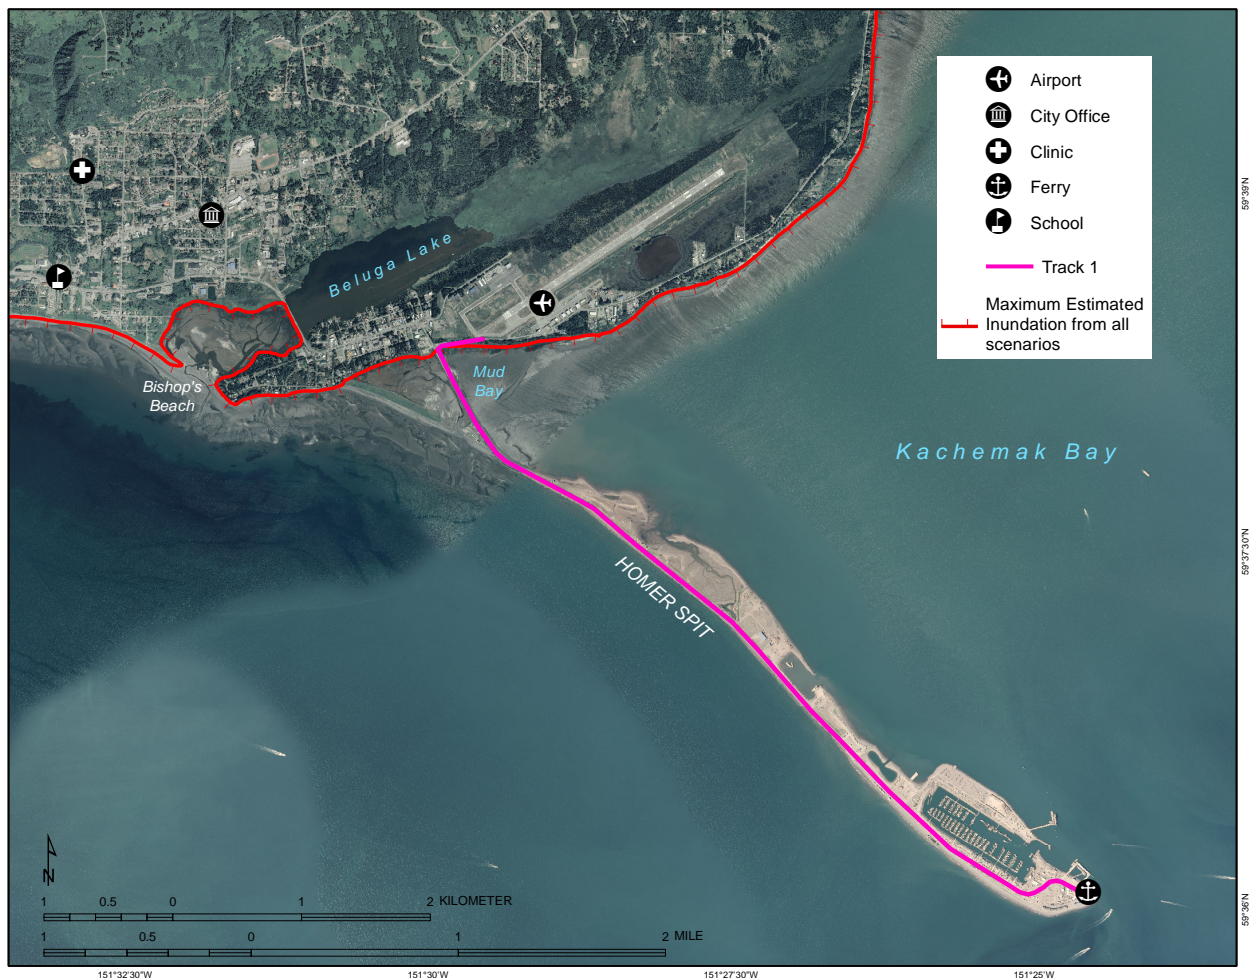 Airport
City Office
Clinic
Ferry
School
Track 1
Maximum Estimated
Inundation from all
scenarios
59°39'N
Beluga Lake
Bishop's
Beach
Mud
Bay
Kachemak Bay
59°37'30"N
HOMER SPIT
59°36'N
N
1 0.5 0 1 2 KILOMETER
1 0.5 0 1 2 MILE
151°32'30"W 151°30'W 151°27'30"W 151°25'W